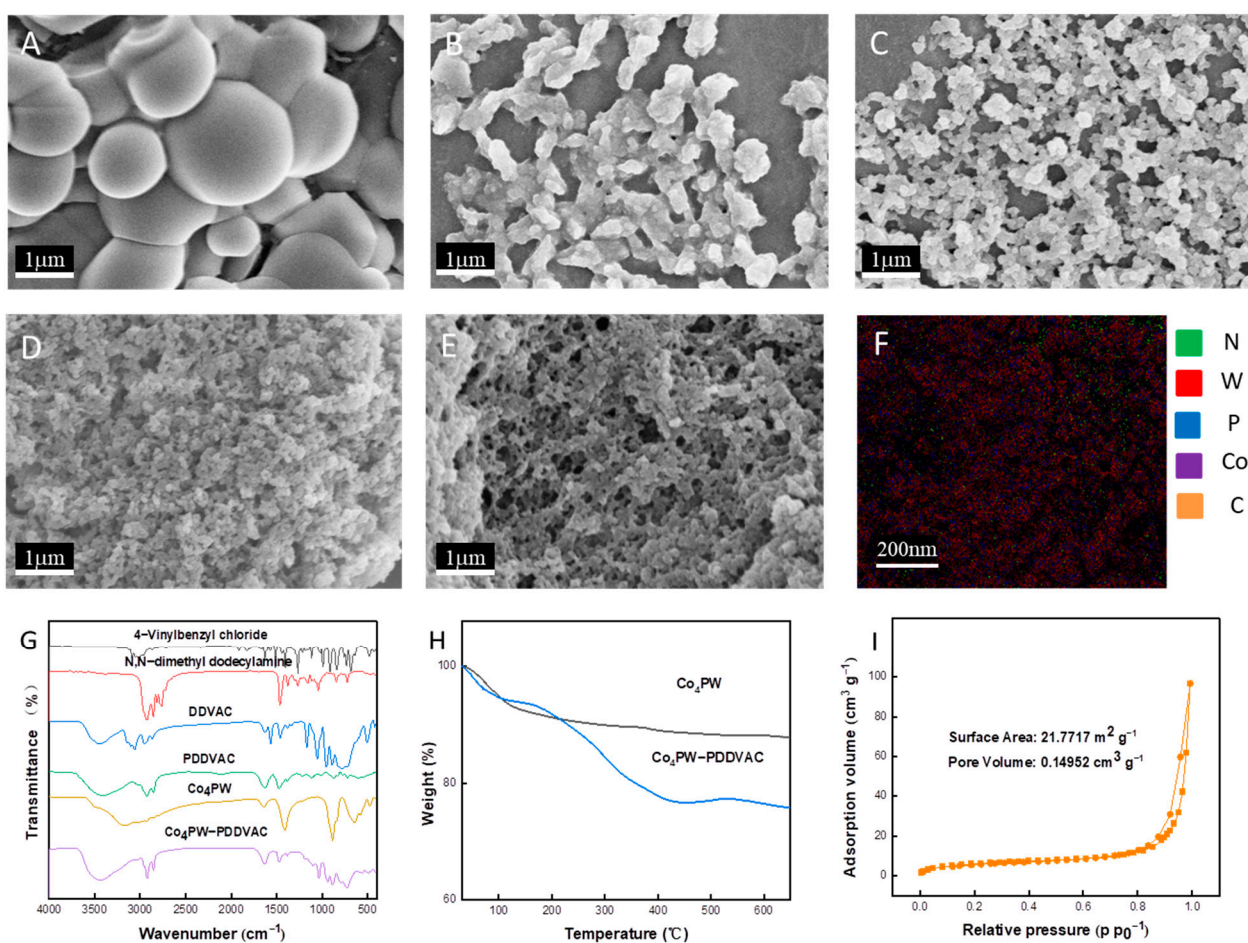 A
1μm
B
1μm
C
1μm
D
1μm
E
1μm
F
200nm
N
W
P
Co
C
G
4−Vinylbenzyl chloride
N,N−dimethyl dodecylamine
DDVAC
PDDVAC
Co₄PW
Co₄PW−PDDVAC
Transmittance (%)
4000 3500 3000 2500 2000 1500 1000 500
Wavenumber (cm⁻¹)
H
Co₄PW
Co₄PW−PDDVAC
Weight (%)
100
80
60
100 200 300 400 500 600
Temperature (℃)
I
Surface Area: 21.7717 m² g⁻¹
Pore Volume: 0.14952 cm³ g⁻¹
Adsorption volume (cm³ g⁻¹)
100
80
60
40
20
0
0.0 0.2 0.4 0.6 0.8 1.0
Relative pressure (p p₀⁻¹)